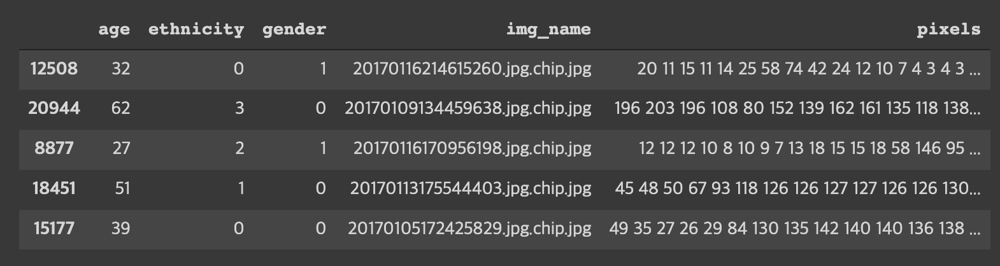 age ethnicity gender img_name pixels
12508 32 0 1 20170116214615260.jpg.chip.jpg 20 11 15 11 14 25 58 74 42 24 12 10 7 4 3 4 3 ...
20944 62 3 0 20170109134459638.jpg.chip.jpg 196 203 196 108 80 152 139 162 161 135 118 138...
8877 27 2 1 20170116170956198.jpg.chip.jpg 12 12 12 10 8 10 9 7 13 18 15 15 18 58 146 95 ...
18451 51 1 0 20170113175544403.jpg.chip.jpg 45 48 50 67 93 118 126 126 127 127 126 126 130...
15177 39 0 0 20170105172425829.jpg.chip.jpg 49 35 27 26 29 84 130 135 142 140 140 136 138 ...